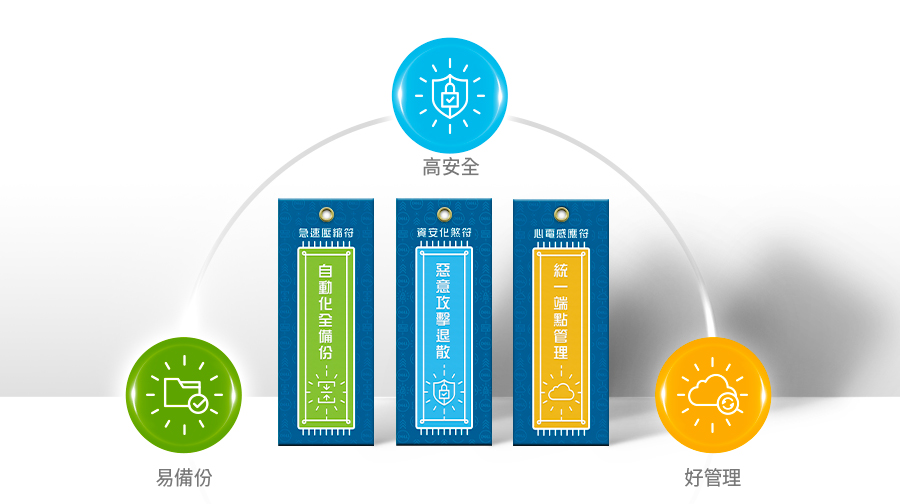 高安全
急速壓縮符
自動化全備份
資安化煞符
惡意攻擊退散
心電感應符
統一端點管理
易備份
好管理